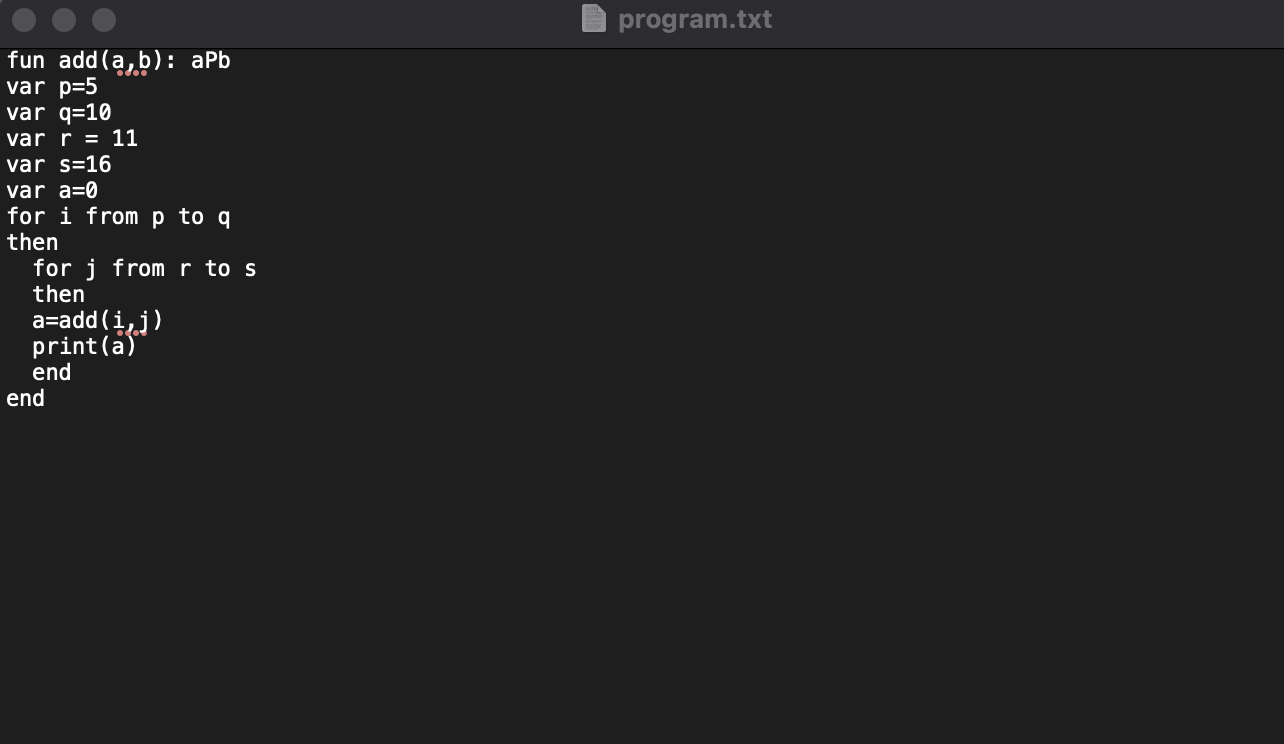 program.txt
fun add(a,b): aPb
var p=5
var q=10
var r = 11
var s=16
var a=0
for i from p to q
then
  for j from r to s
  then
  a=add(i,j)
  print(a)
  end
end